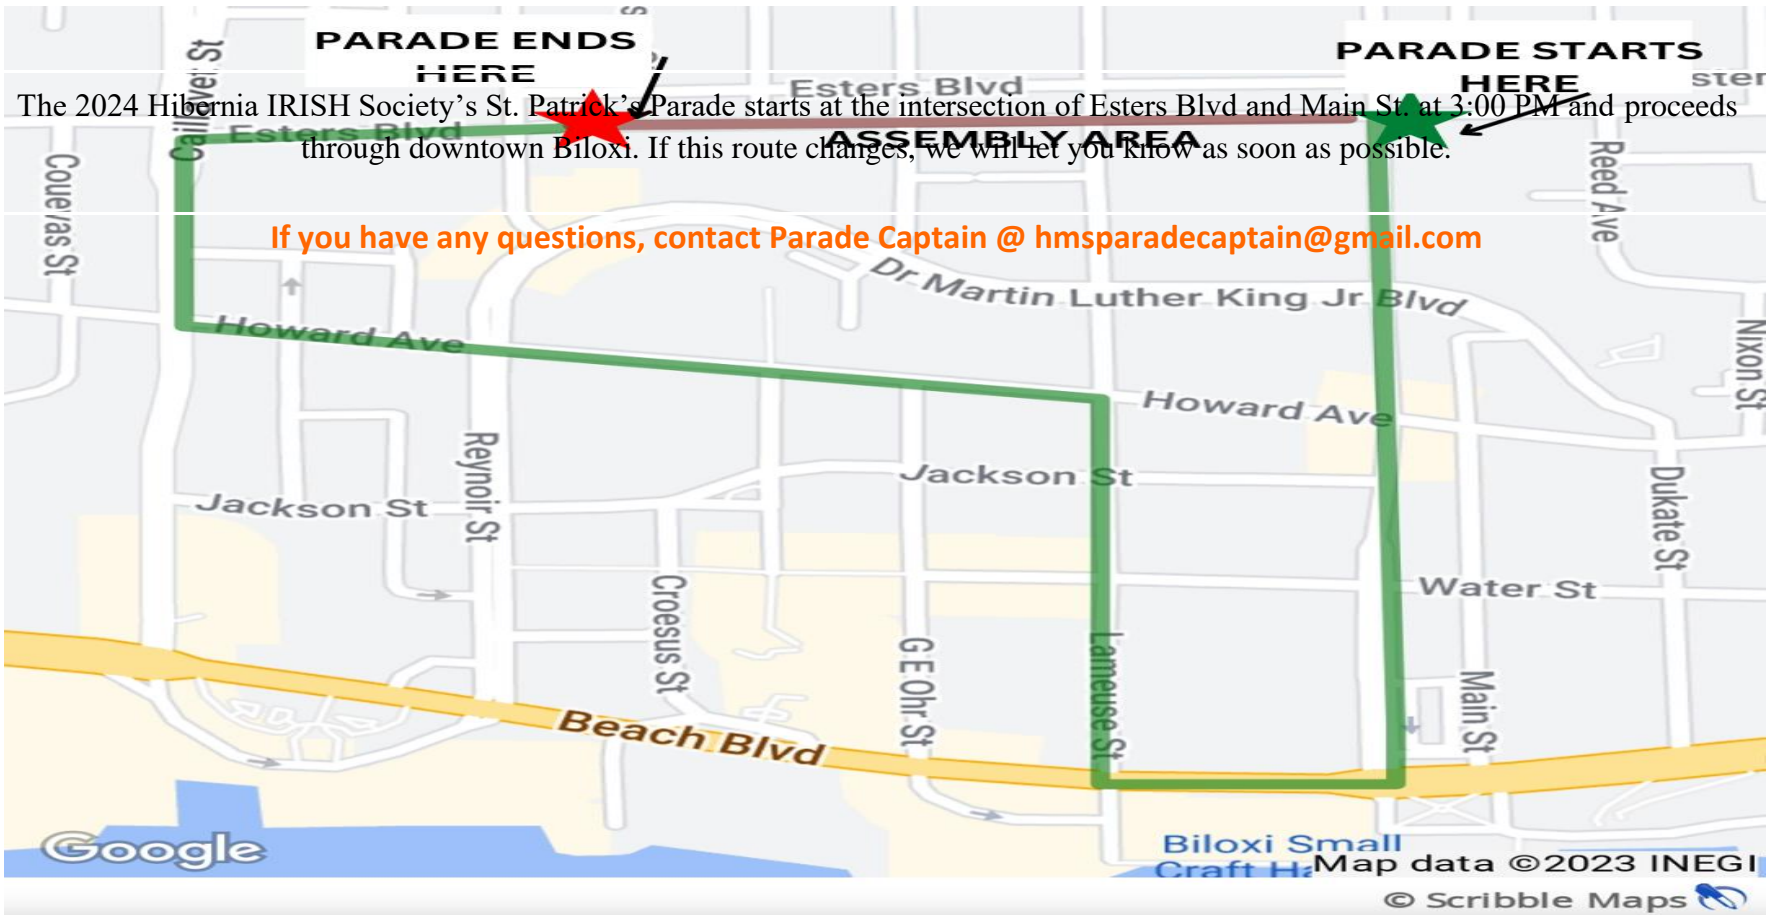 PARADE ENDS
HERE
PARADE STARTS
HERE
Esters Blvd
The 2024 Hibernia IRISH Society’s St. Patrick’s Parade starts at the intersection of Esters Blvd and Main St. at 3:00 PM and proceeds
through downtown Biloxi. If this route changes, we will let you know as soon as possible.
Esters Blvd
ASSEMBLY AREA
If you have any questions, contact Parade Captain @ hmsparadecaptain@gmail.com
Couevas St
Reed Ave
Dr Martin Luther King Jr Blvd
Howard Ave
Nixon St
Howard Ave
Reynoir St
Jackson St
Jackson St
Dukate St
Water St
Croesus St
G E Ohr St
Lameuse St
Main St
Beach Blvd
Biloxi Small
Craft
Google
Map data ©2023 INEGI
© Scribble Maps